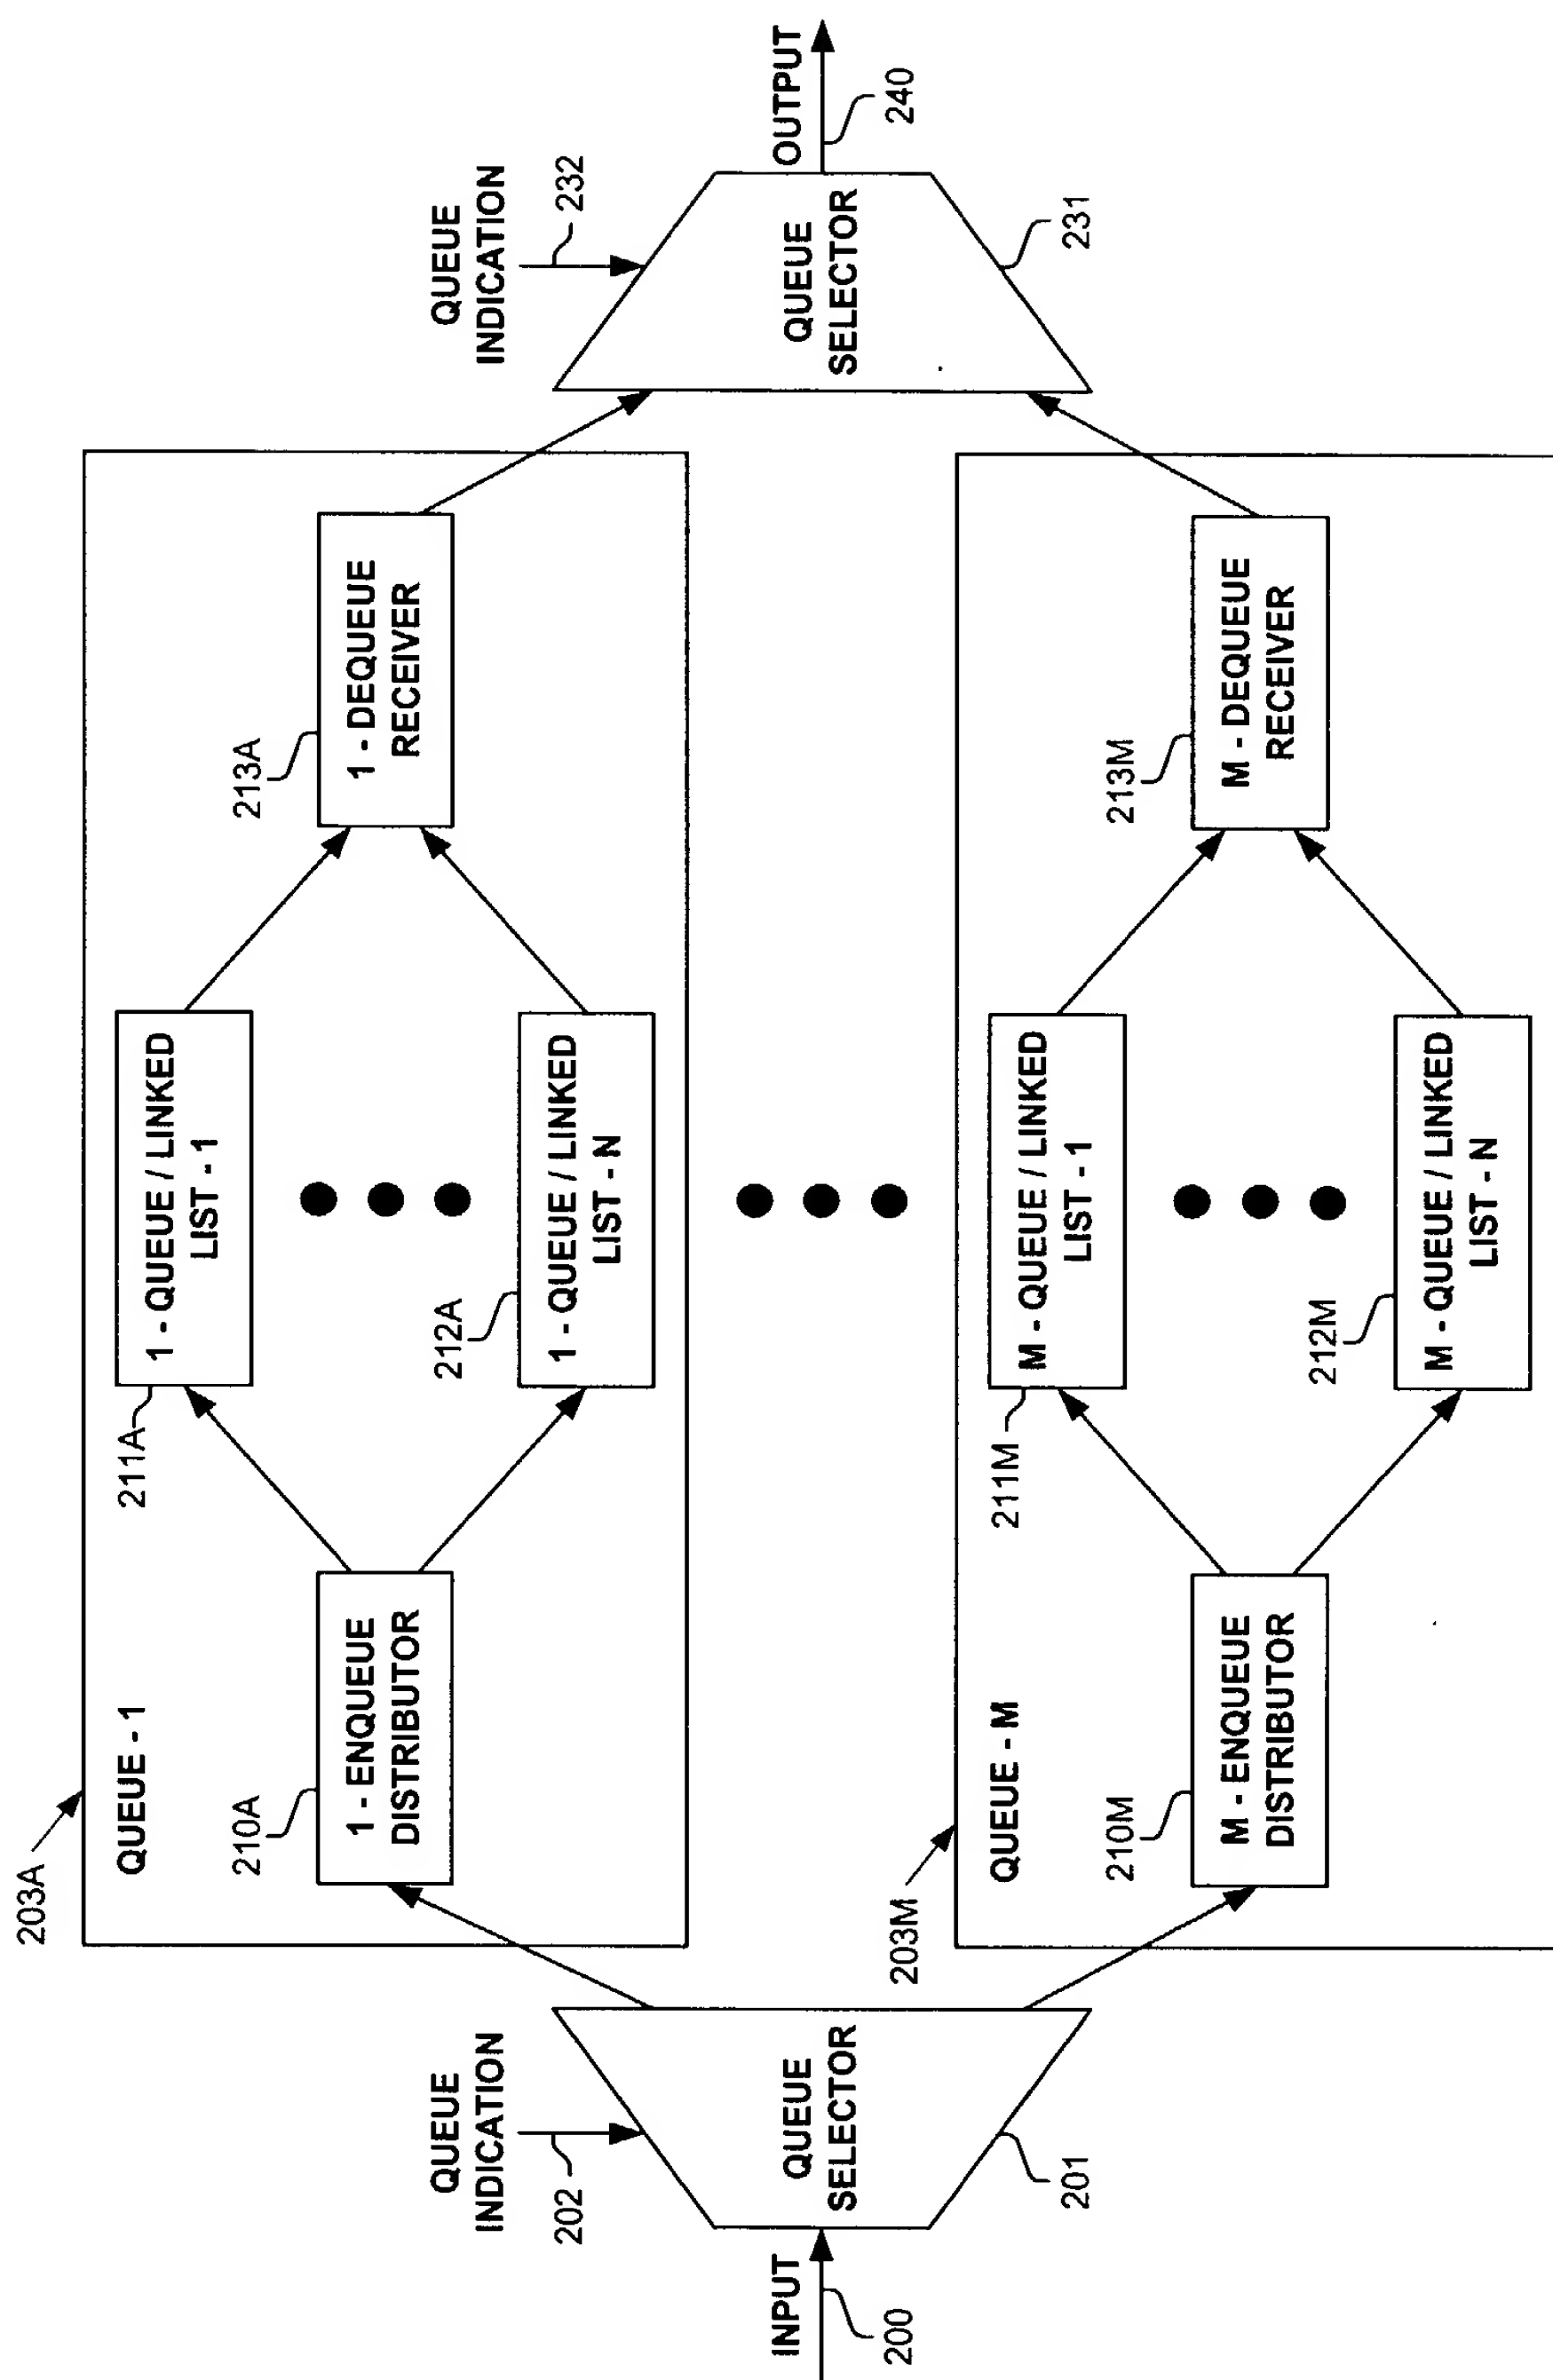 203A
QUEUE - 1
210A
1 - ENQUEUE
DISTRIBUTOR
211A
1 - QUEUE / LINKED
LIST - 1
212A
1 - QUEUE / LINKED
LIST - N
213A
1 - DEQUEUE
RECEIVER
QUEUE
INDICATION
202
INPUT
200
QUEUE
SELECTOR
201
QUEUE
INDICATION
232
QUEUE
SELECTOR
231
OUTPUT
240
203M
QUEUE - M
210M
M - ENQUEUE
DISTRIBUTOR
211M
M - QUEUE / LINKED
LIST - 1
212M
M - QUEUE / LINKED
LIST - N
213M
M - DEQUEUE
RECEIVER